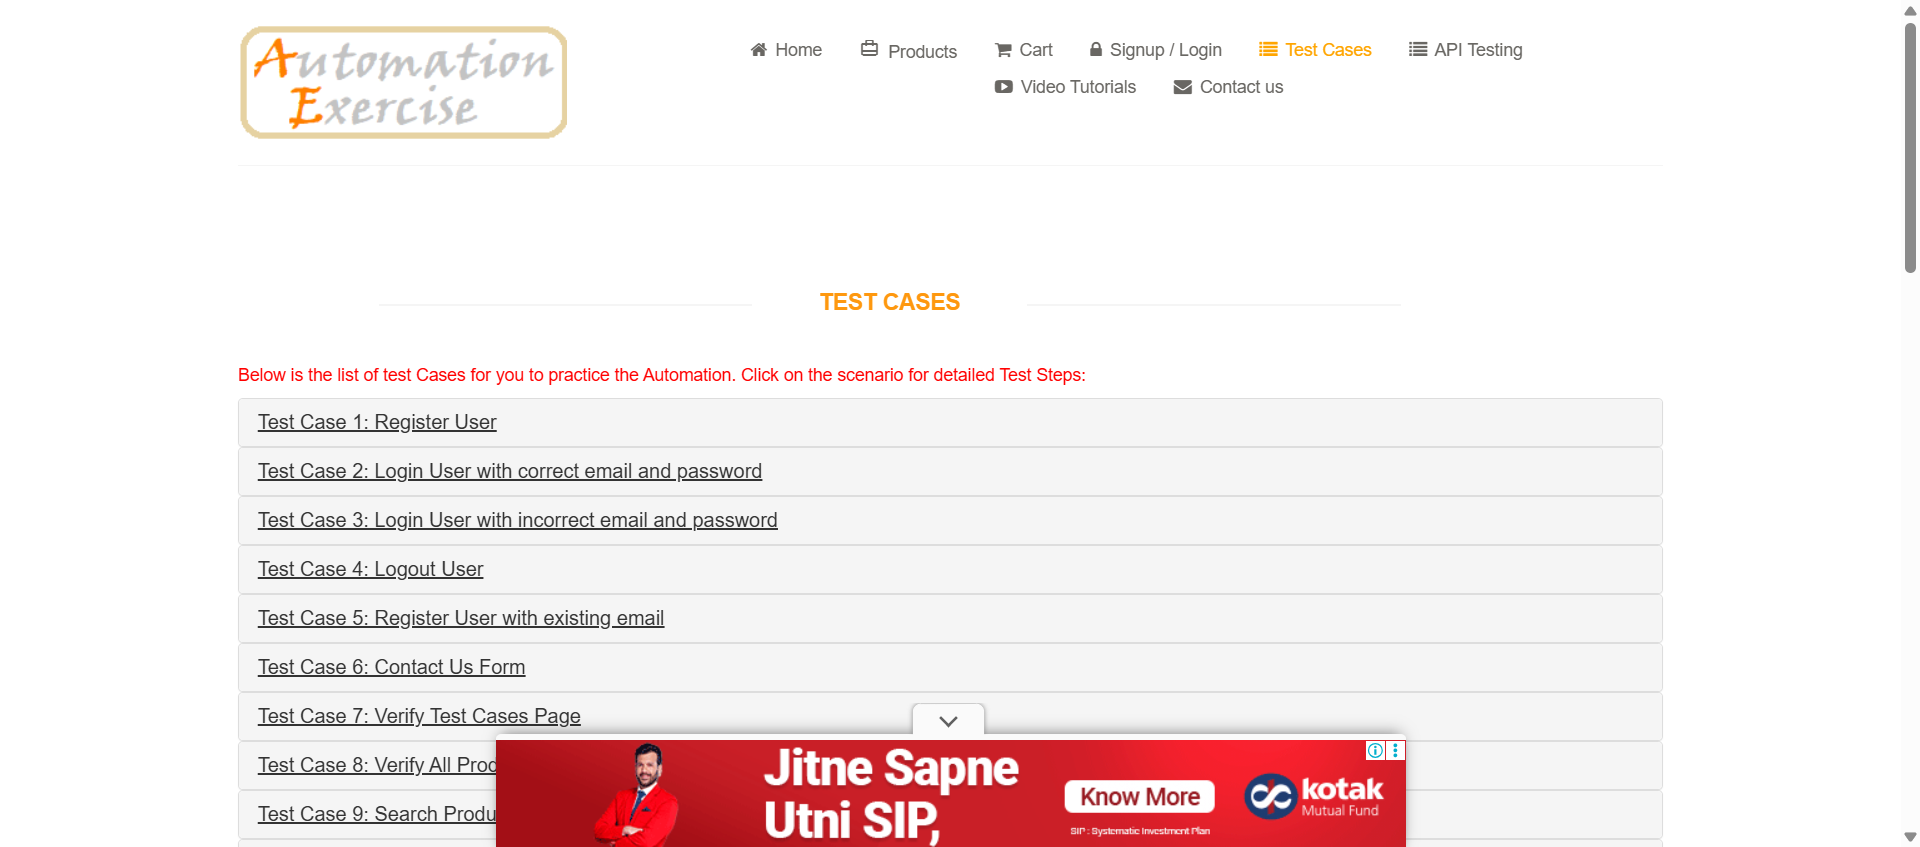 Automation
Exercise
Home
Products
Cart
Signup / Login
Test Cases
API Testing
Video Tutorials
Contact us
TEST CASES
Below is the list of test Cases for you to practice the Automation. Click on the scenario for detailed Test Steps:
Test Case 1: Register User
Test Case 2: Login User with correct email and password
Test Case 3: Login User with incorrect email and password
Test Case 4: Logout User
Test Case 5: Register User with existing email
Test Case 6: Contact Us Form
Test Case 7: Verify Test Cases Page
Test Case 8: Verify All Prod
Test Case 9: Search Produ
Jitne Sapne
Utni SIP,
Know More
SIP : Systematic Investment Plan
kotak
Mutual Fund